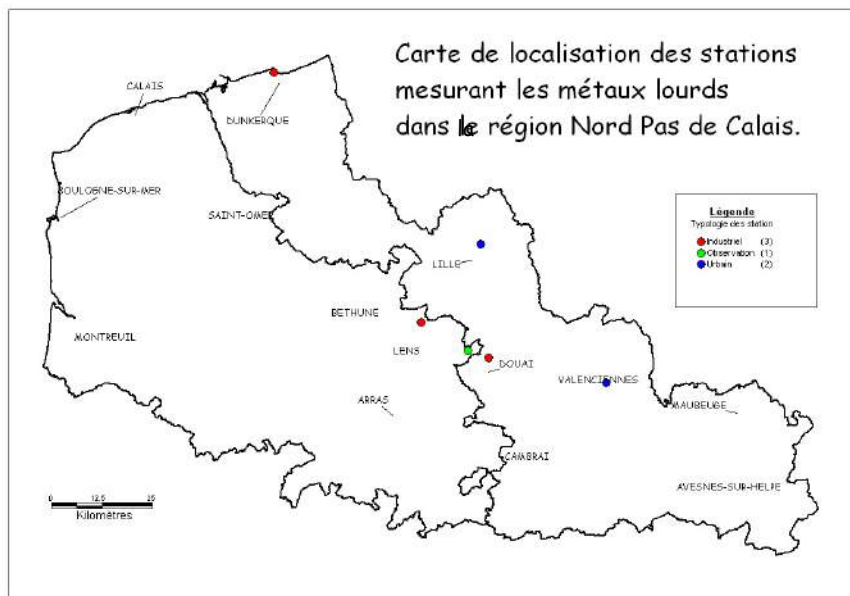 Carte de localisation des stations
mesurant les métaux lourds
dans la région Nord Pas de Calais.
CALAIS
DUNKERQUE
BOULOGNE-SUR-MER
SAINT-OMER
Légende
Typologie des station
Industriel (3)
Observation (1)
Urbain (2)
LILLE
BETHUNE
MONTREUIL
LENS
DOUAI
VALENCIENNES
ARRAS
MAUBEUGE
CAMBRAI
AVESNES-SUR-HELPE
0 12,5 25
Kilomètres